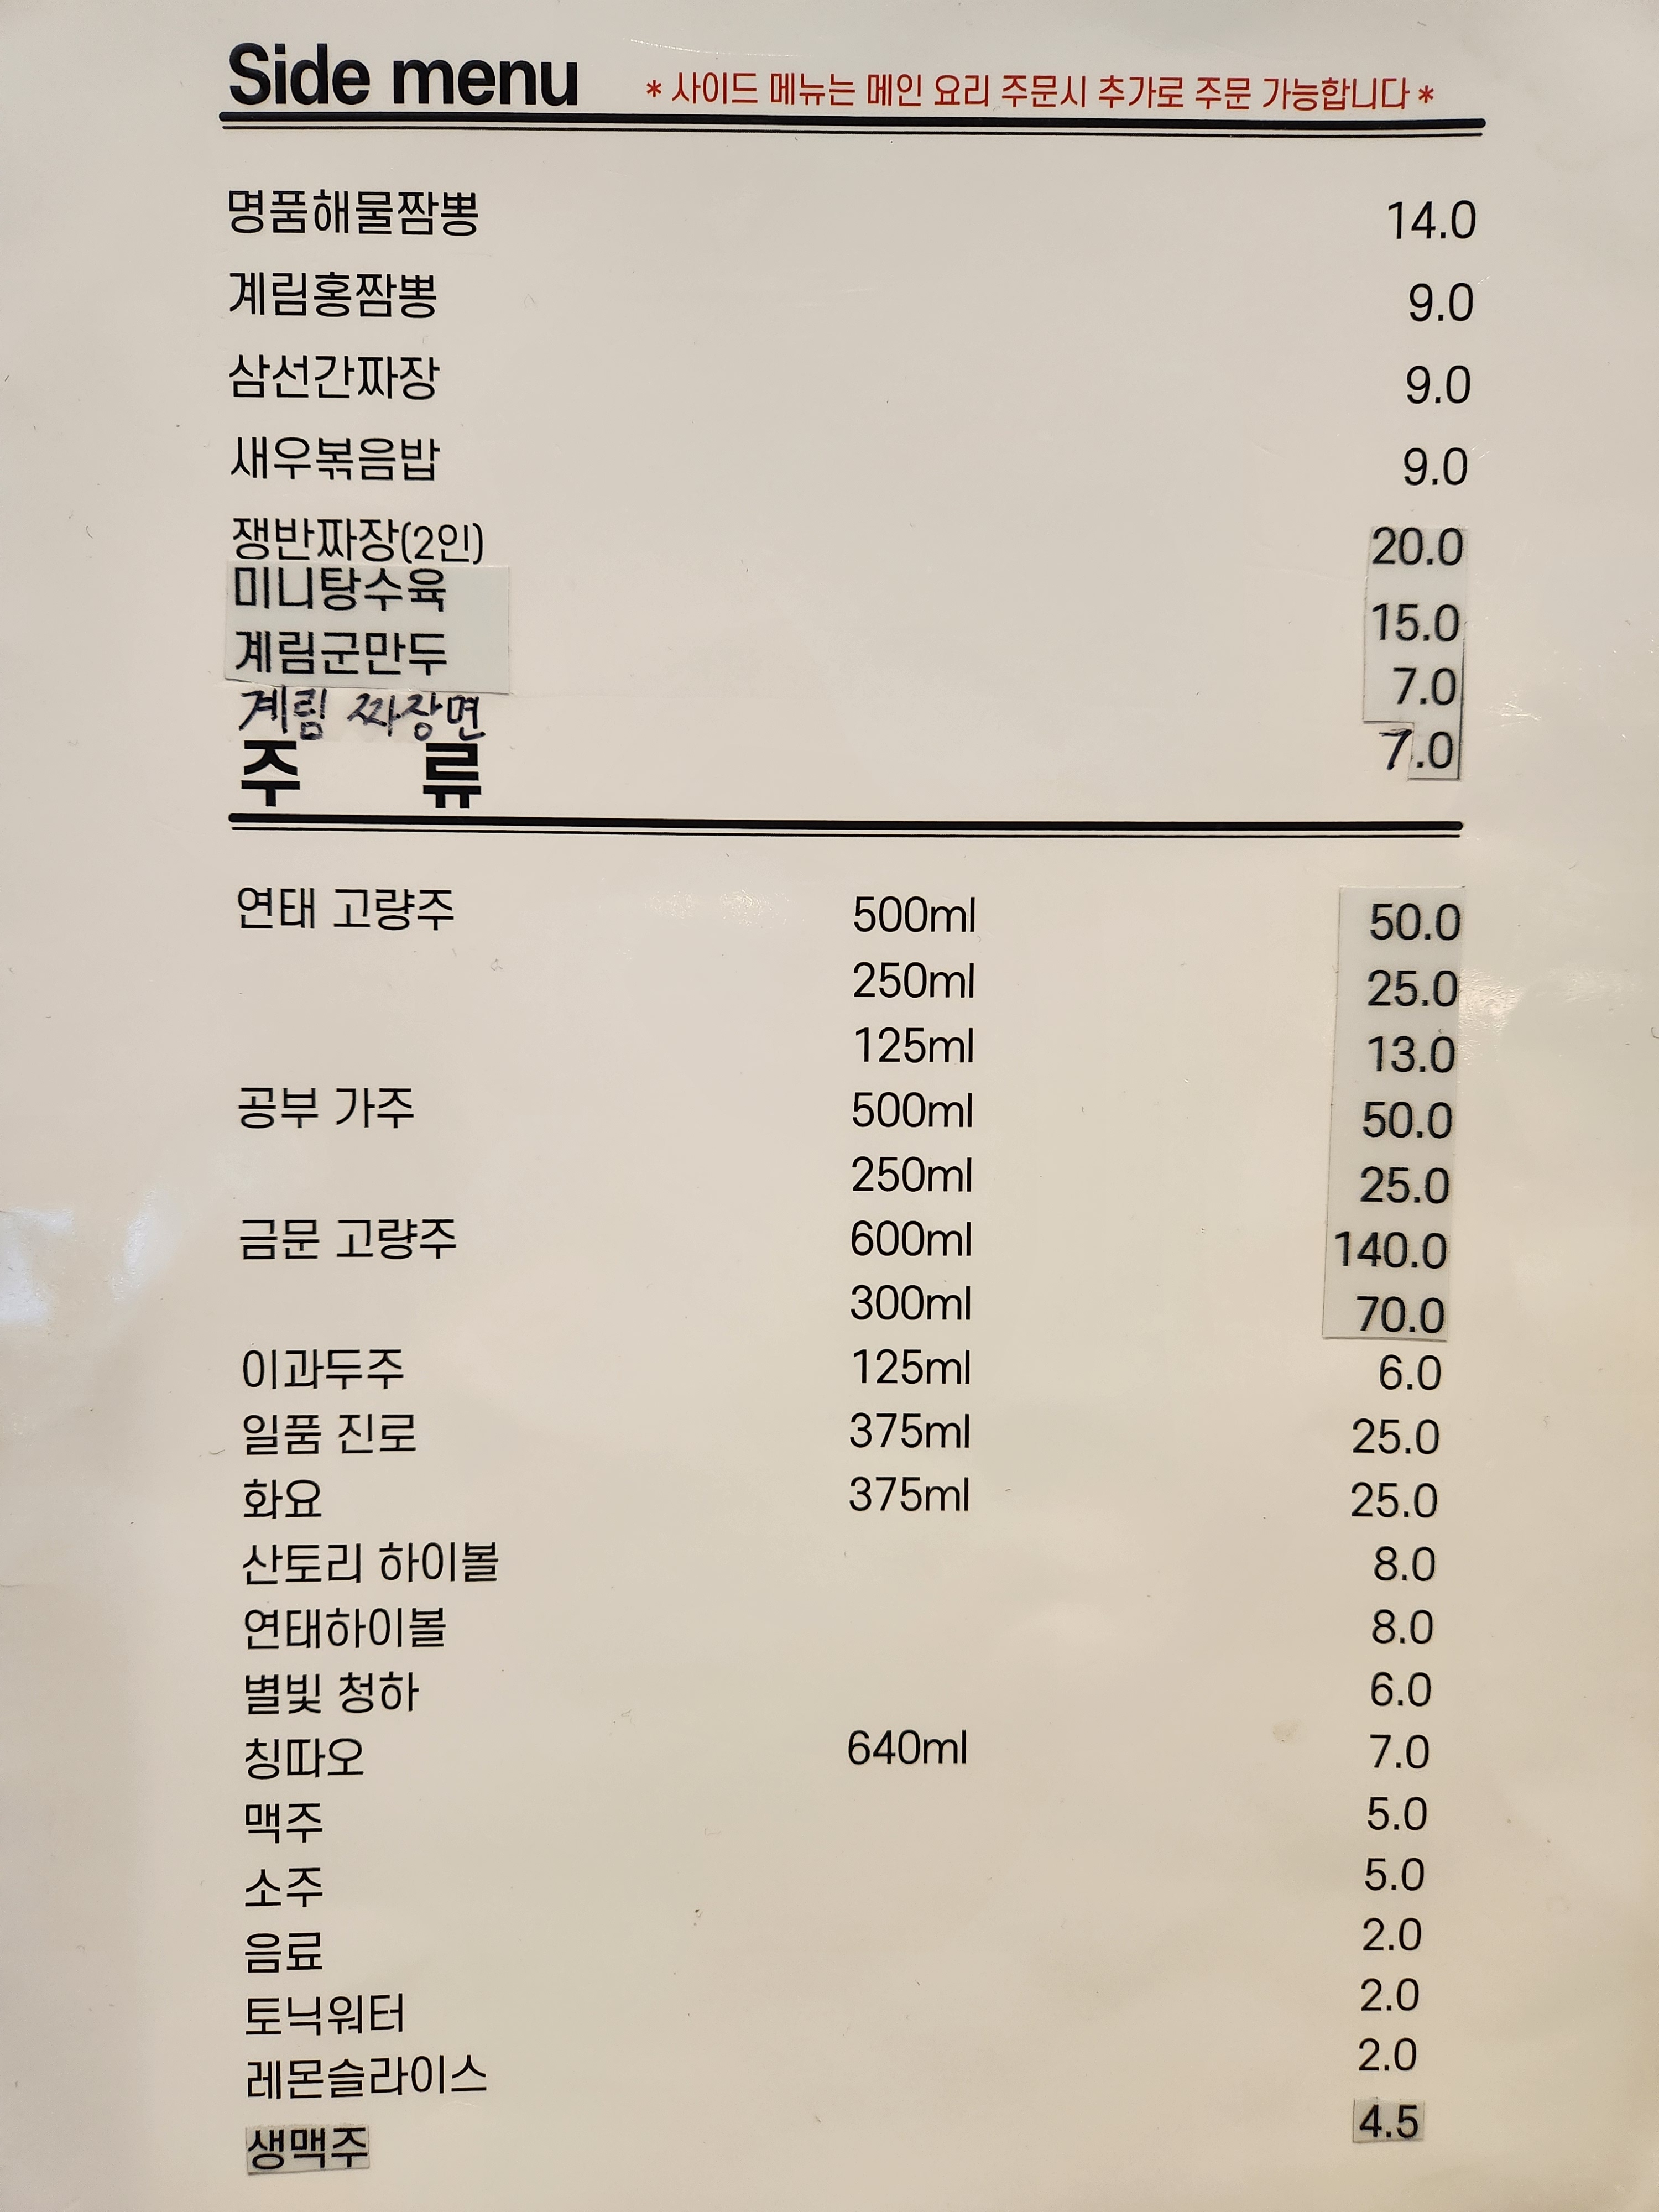 Side menu * 사이드 메뉴는 메인 요리 주문시 추가로 주문 가능합니다 *
명품해물짬뽕 14.0
계림홍짬뽕 9.0
삼선간짜장 9.0
새우볶음밥 9.0
쟁반짜장(2인) 20.0
미니탕수육 15.0
계림군만두 7.0
계림 짜장면 7.0
주 류
연태 고량주 500ml 50.0
250ml 25.0
125ml 13.0
공부 가주 500ml 50.0
250ml 25.0
금문 고량주 600ml 140.0
300ml 70.0
이과두주 125ml 6.0
일품 진로 375ml 25.0
화요 375ml 25.0
산토리 하이볼 8.0
연태하이볼 8.0
별빛 청하 6.0
칭따오 640ml 7.0
맥주 5.0
소주 5.0
음료 2.0
토닉워터 2.0
레몬슬라이스 2.0
생맥주 4.5